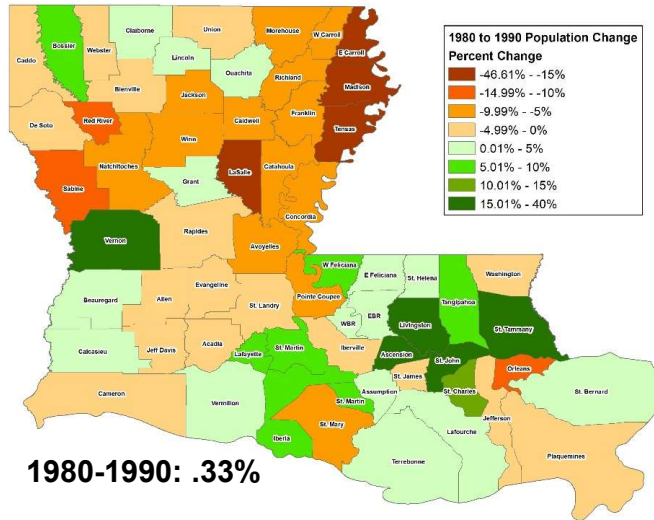 Claiborne
Union
Morehouse
W Carroll
Bossier
Webster
E Carroll
Caddo
Lincoln
Ouachita
Richland
Madison
Bienville
Jackson
Franklin
De Soto
Red River
Caldwell
Tensas
Winn
Natchitoches
LaSalle
Catahoula
Sabine
Grant
Concordia
Vernon
Rapides
Avoyelles
W Feliciana
E Feliciana
St. Helena
Washington
Beauregard
Allen
Evangeline
St. Landry
Pointe Coupee
Tangipahoa
WBR
EBR
Livingston
St. Tammany
Calcasieu
Jeff Davis
Acadia
Lafayette
St. Martin
Iberville
Ascension
St. John
St. James
Orleans
St. Charles
St. Bernard
Cameron
Vermilion
St. Martin
Assumption
Jefferson
Iberia
St. Mary
Lafourche
Terrebonne
Plaquemines
1980 to 1990 Population Change
Percent Change
-46.61% - -15%
-14.99% - -10%
-9.99% - -5%
-4.99% - 0%
0.01% - 5%
5.01% - 10%
10.01% - 15%
15.01% - 40%
1980-1990: .33%